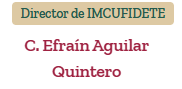 Director de IMCUFIDETE
C. Efraín Aguilar
Quintero